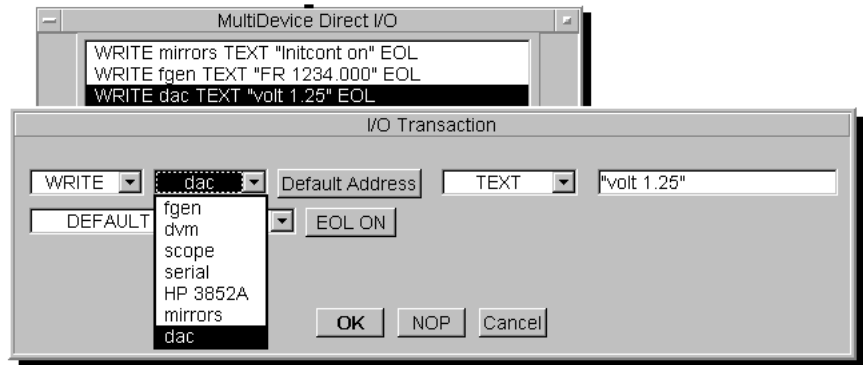 MultiDevice Direct I/O
WRITE mirrors TEXT "Initcont on" EOL
WRITE fgen TEXT "FR 1234.000" EOL
WRITE dac TEXT "volt 1.25" EOL
I/O Transaction
WRITE dac Default Address TEXT "volt 1.25"
DEFAULT EOL ON
fgen
dvm
scope
serial
HP 3852A
mirrors
dac
OK NOP Cancel